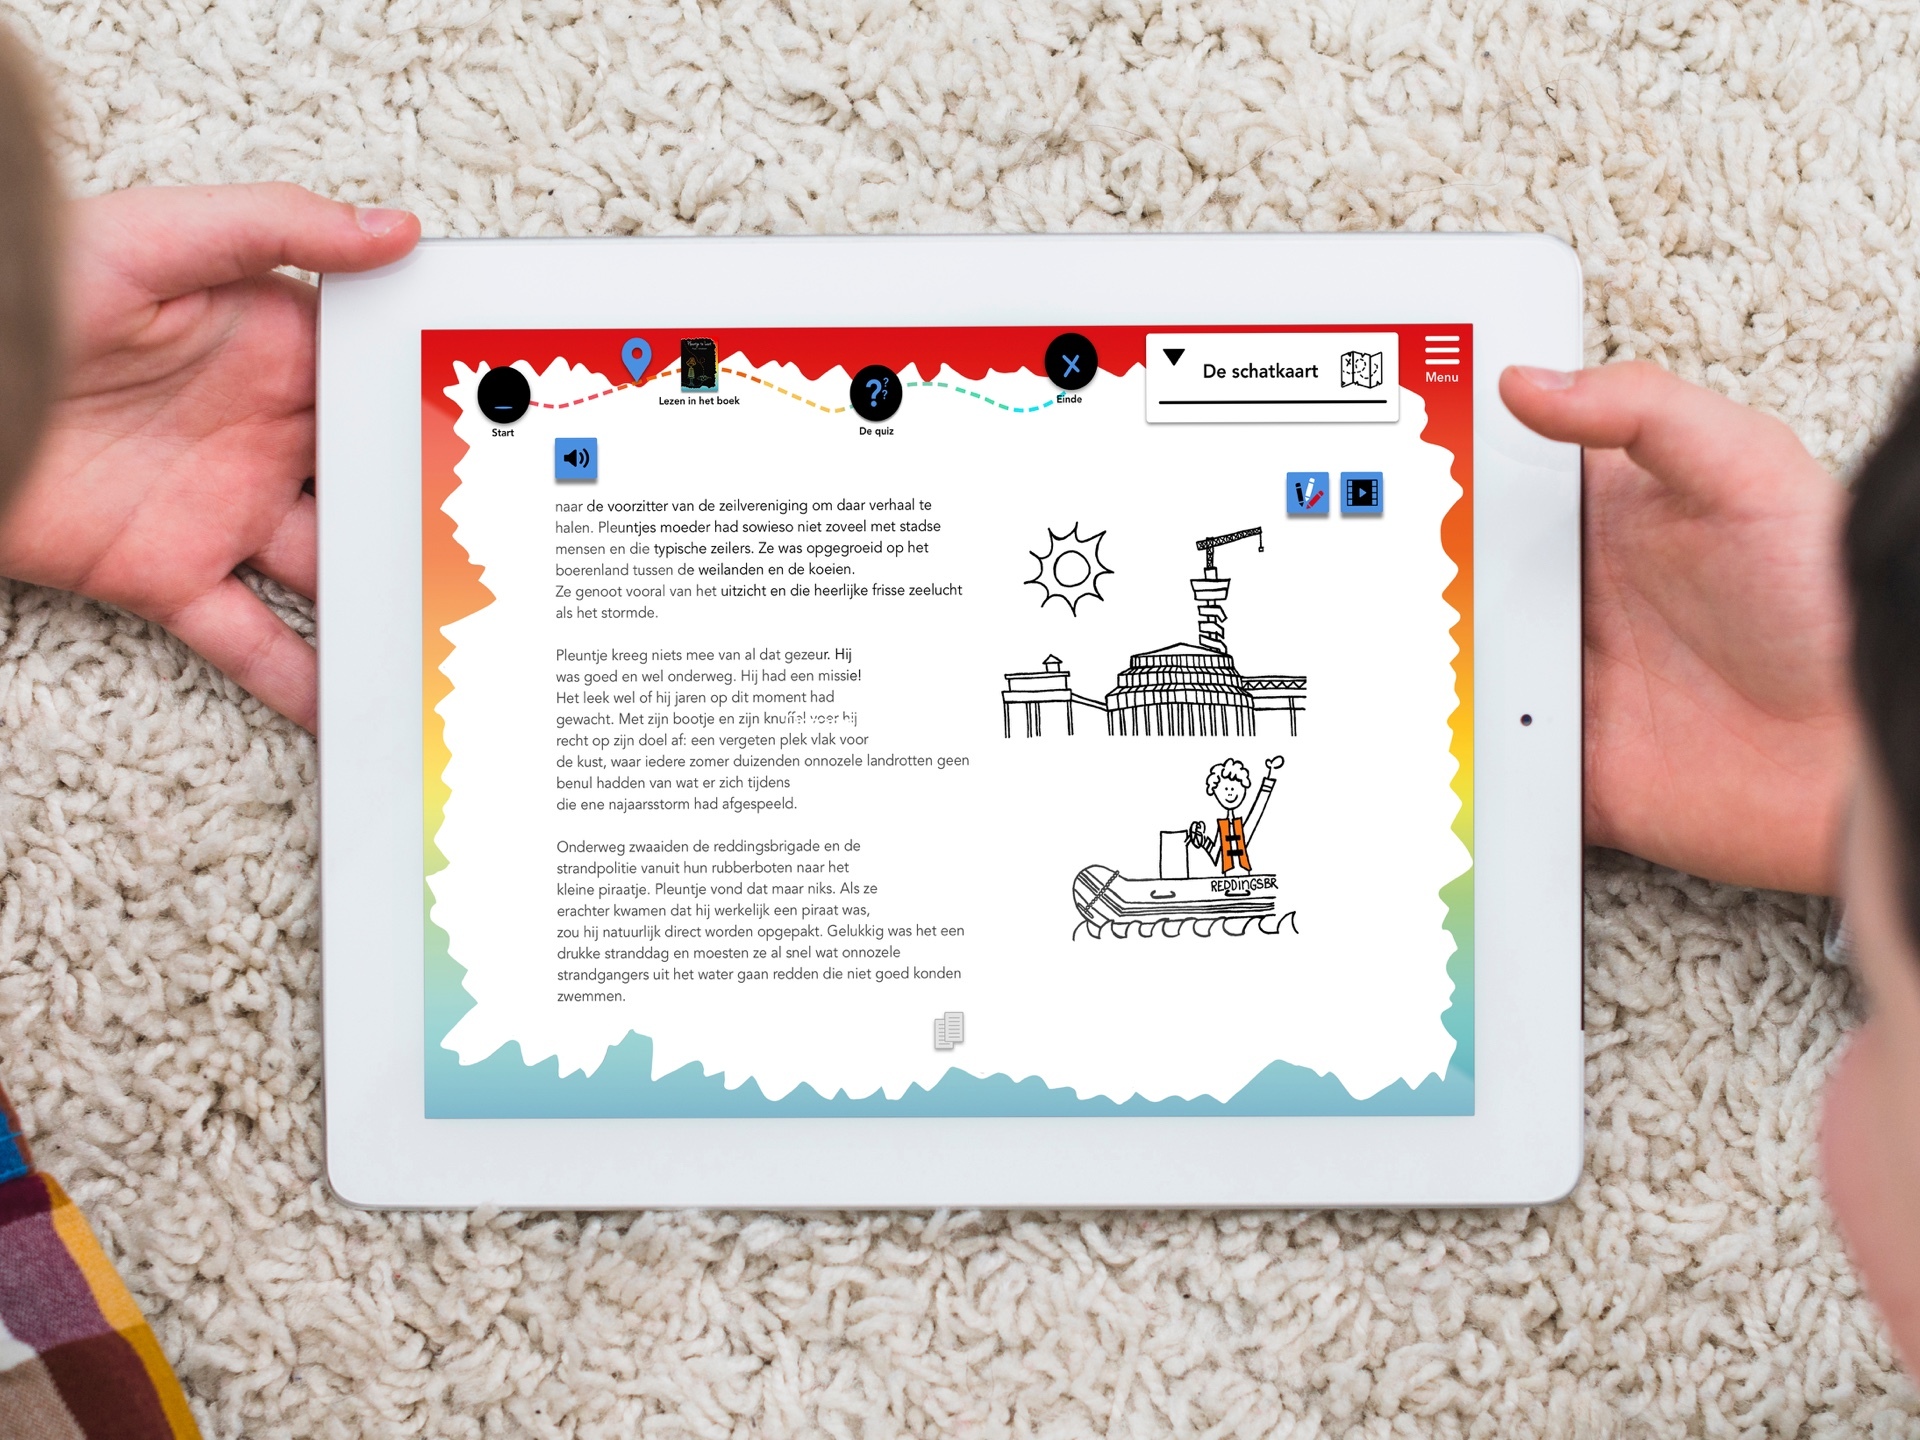 De schatkaart
Menu
Start
Lezen in het boek
De quiz
Einde
naar de voorzitter van de zeilvereniging om daar verhaal te
halen. Pleuntjes moeder had sowieso niet zoveel met stadse
mensen en die typische zeilers. Ze was opgegroeid op het
boerenland tussen de weilanden en de koeien.
Ze genoot vooral van het uitzicht en die heerlijke frisse zeelucht
als het stormde.
Pleuntje kreeg niets mee van al dat gezeur. Hij
was goed en wel onderweg. Hij had een missie!
Het leek wel of hij jaren op dit moment had
gewacht. Met zijn bootje en zijn knuffel voer hij
recht op zijn doel af: een vergeten plek vlak voor
de kust, waar iedere zomer duizenden onnozele landrotten geen
benul hadden van wat er zich tijdens
die ene najaarsstorm had afgespeeld.
Onderweg zwaaiden de reddingsbrigade en de
strandpolitie vanuit hun rubberboten naar het
kleine piraatje. Pleuntje vond dat maar niks. Als ze
erachter kwamen dat hij werkelijk een piraat was,
zou hij natuurlijk direct worden opgepakt. Gelukkig was het een
drukke stranddag en moesten ze al snel wat onnozele
strandgangers uit het water gaan redden die niet goed konden
zwemmen.
REDDINGSBR